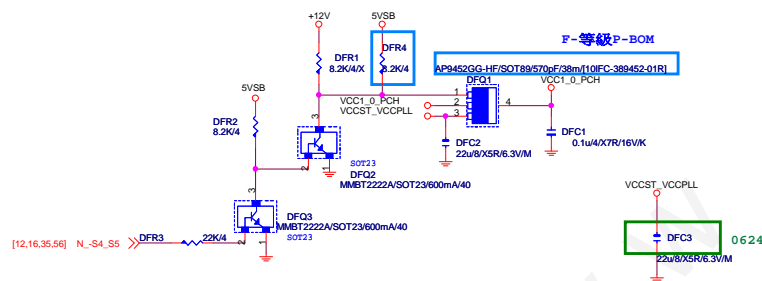 +12V
5VSB
F-等級P-BOM
DFR1
8.2K/4/X
DFR4
8.2K/4
AP9452GG-HF/SOT89/570pF/38m/[10IFC-389452-01R]
DFQ1
VCC1_0_PCH
5VSB
VCC1_0_PCH
VCCST_VCCPLL
1
2
3
4
DFR2
8.2K/4
3
DFC1
0.1u/4/X7R/16V/K
DFC2
22u/8/X5R/6.3V/M
2
1
SOT23
DFQ2
MMBT2222A/SOT23/600mA/40
VCCST_VCCPLL
3
DFQ3
MMBT2222A/SOT23/600mA/40
SOT23
[12,16,35,56] N_-S4_S5
DFR3
22K/4
2
1
DFC3
0624
22u/8/X5R/6.3V/M